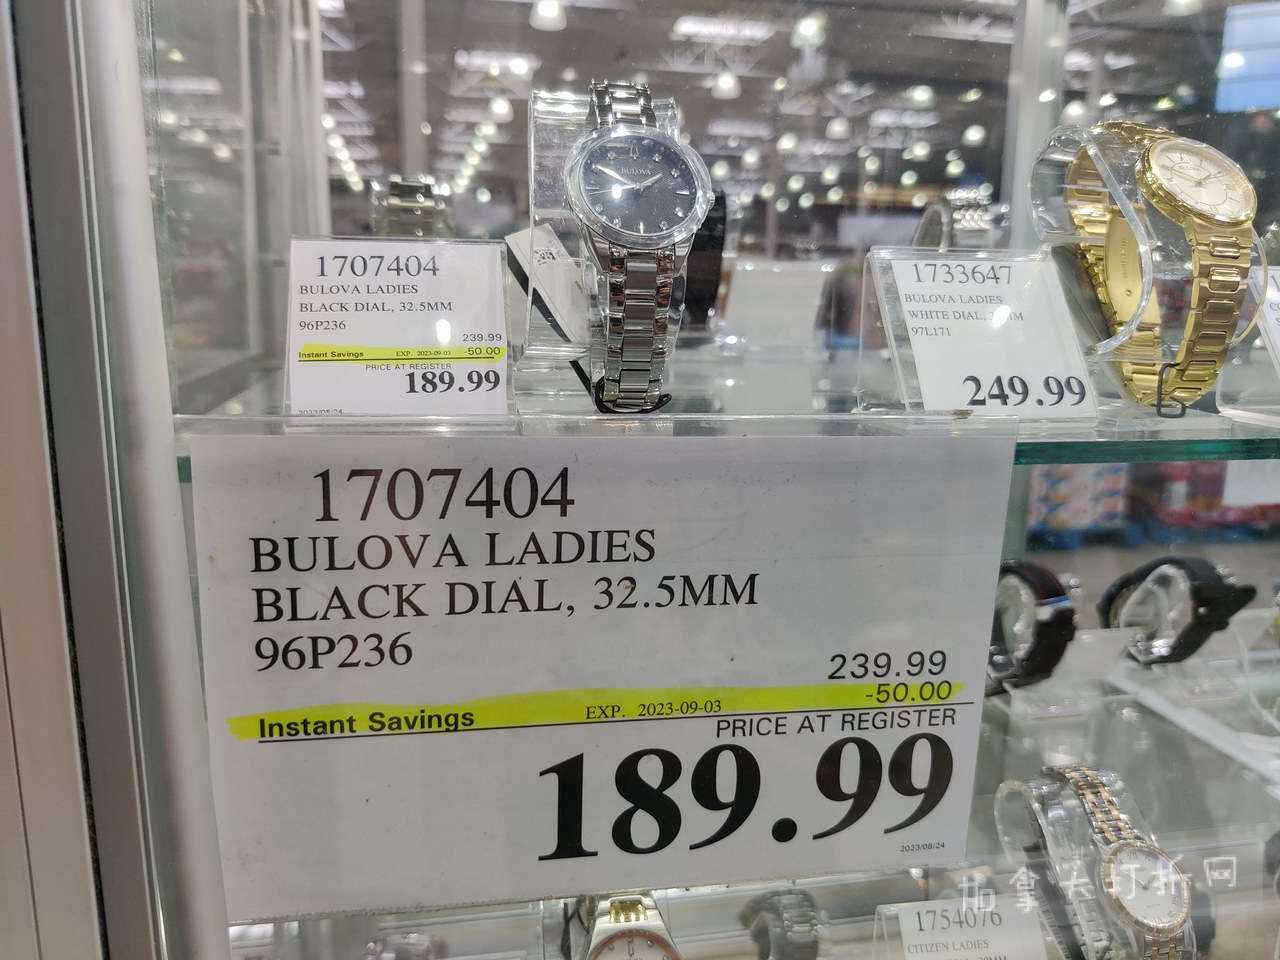 BULOVA
1707404
BULOVA LADIES
BLACK DIAL, 32.5MM
96P236
239.99
Instant Savings EXP. 2023-09-03 -50.00
PRICE AT REGISTER
189.99
2023/08/24
1733647
BULOVA LADIES
WHITE DIAL,
97L171
249.99
1707404
BULOVA LADIES
BLACK DIAL, 32.5MM
96P236
239.99
-50.00
Instant Savings EXP. 2023-09-03
PRICE AT REGISTER
189.99
2023/08/24
加拿大打折网
1754076
CITIZEN LADIES